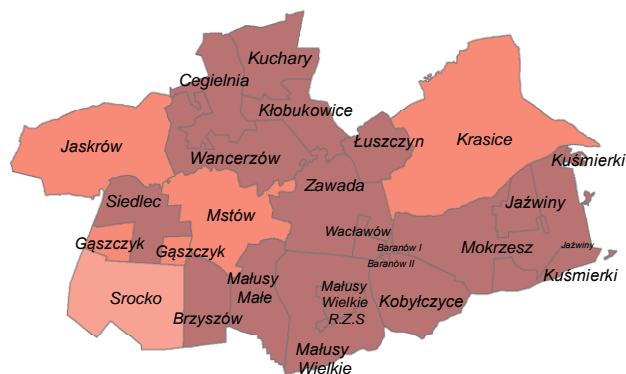 Kuchary
Cegielnia
Kłobukowice
Łuszczyn
Krasice
Jaskrów
Wancerzów
Kuśmierki
Zawada
Siedlec
Jaźwiny
Mstów
Wacławów
Gąszczyk
Gąszczyk
Baranów I
Mokrzesz
Jaźwiny
Baranów II
Kuśmierki
Małusy
Małe
Srocko
Małusy
Wielkie
R.Z.S
Kobyłczyce
Brzyszów
Małusy
Wielkie